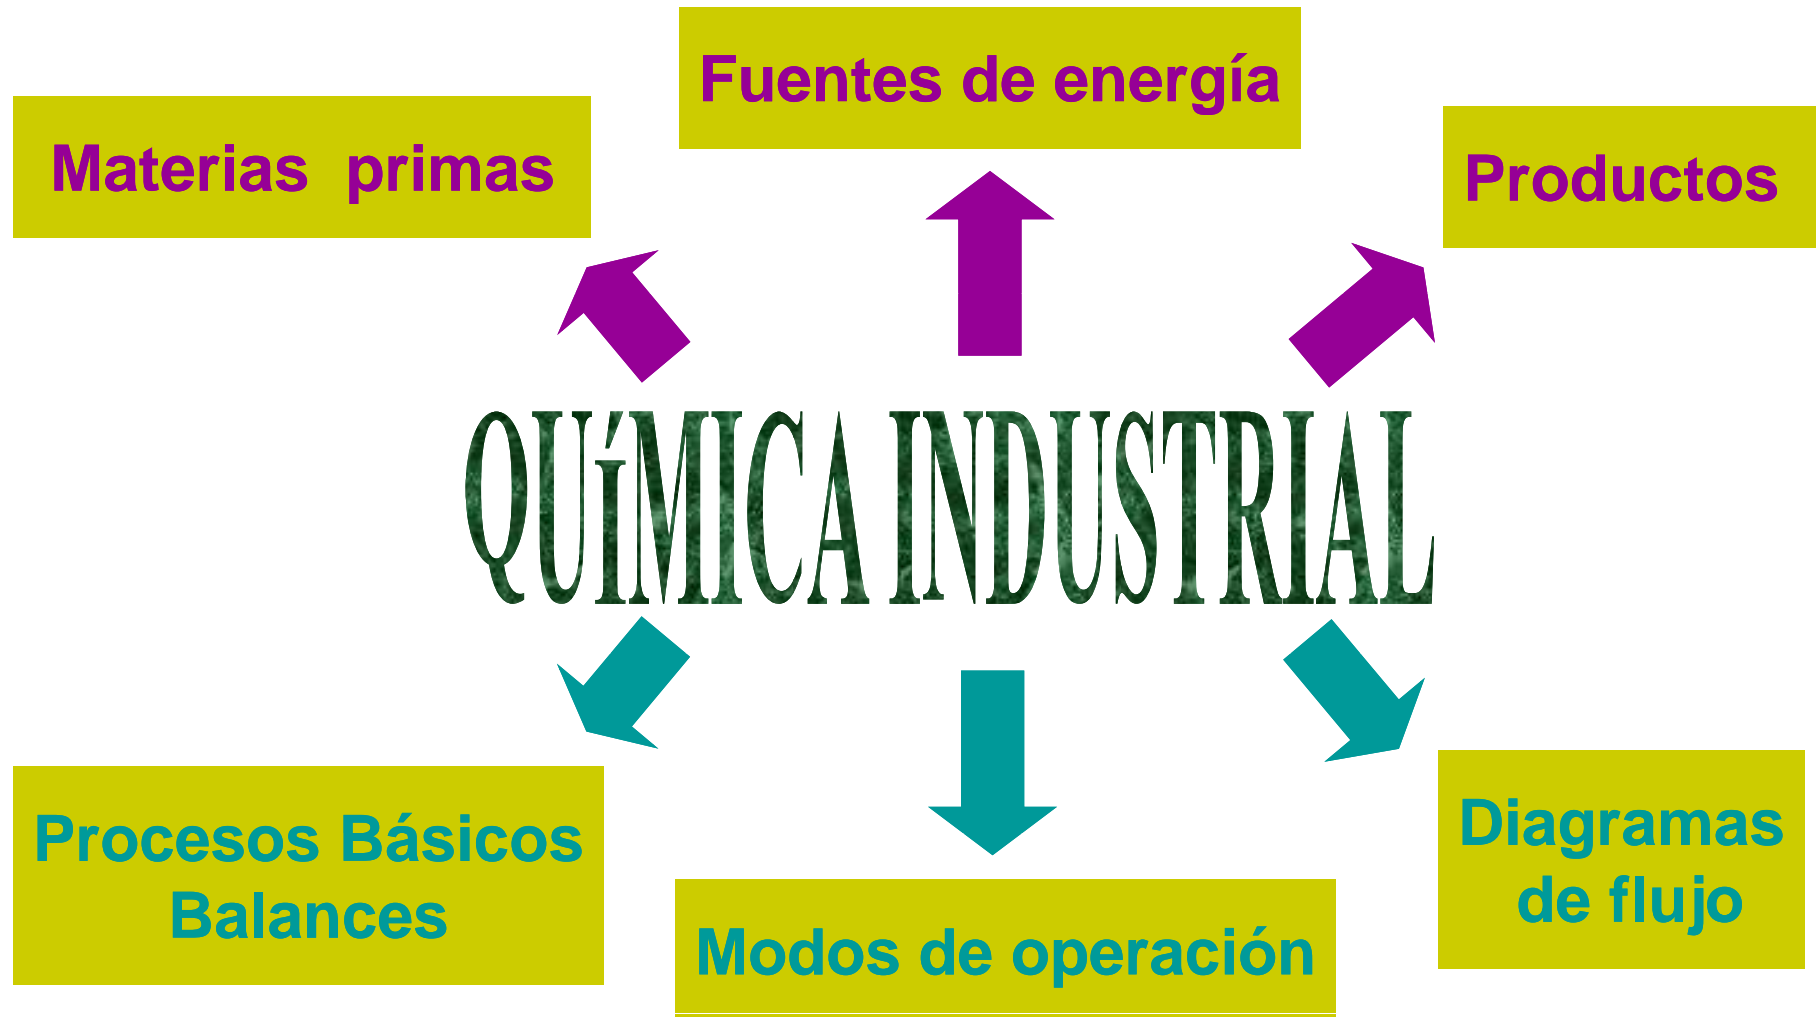 Fuentes de energía
Materias primas
Productos
QUíMICA INDUSTRIAL
Procesos Básicos
Balances
Modos de operación
Diagramas
de flujo